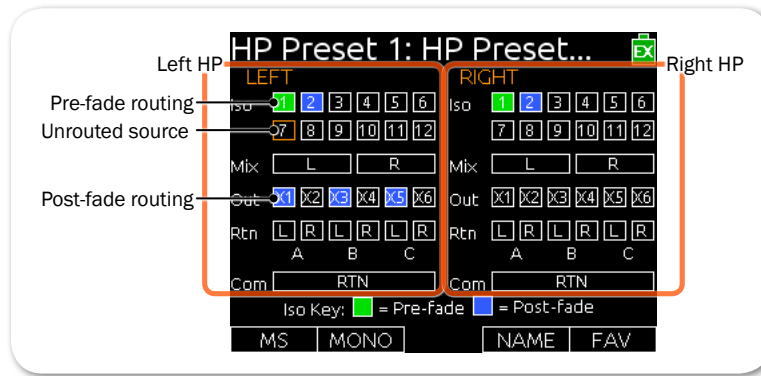 HP Preset 1: HP Preset... EX
Left HP
Right HP
LEFT
RIGHT
Pre-fade routing
Iso 1 2 3 4 5 6
Iso 1 2 3 4 5 6
Unrouted source
7 8 9 10 11 12
7 8 9 10 11 12
Mix L R
Mix L R
Post-fade routing
Out X1 X2 X3 X4 X5 X6
Out X1 X2 X3 X4 X5 X6
Rtn L R L R L R
Rtn L R L R L R
A B C
A B C
Com RTN
Com RTN
Iso Key: = Pre-fade = Post-fade
MS MONO NAME FAV